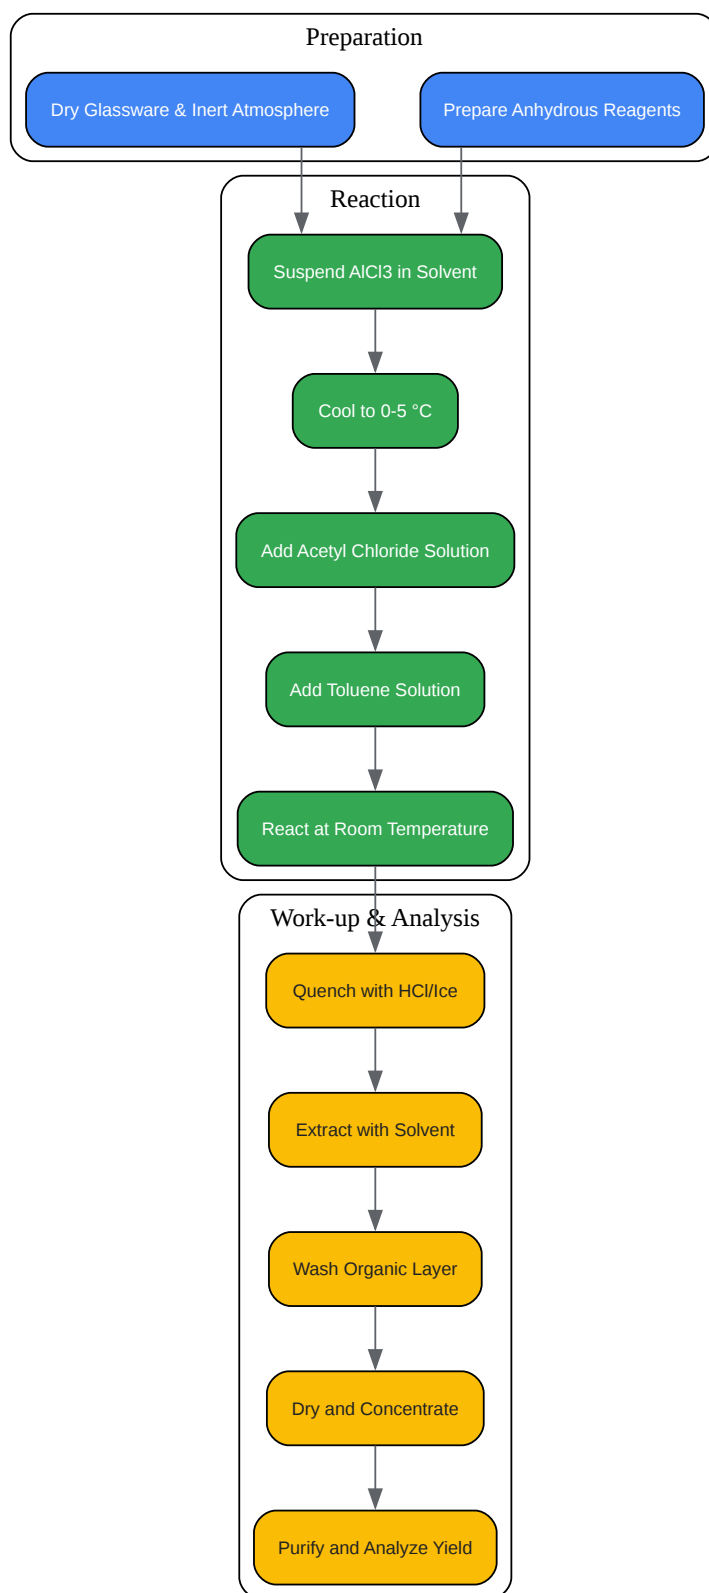 Preparation
Dry Glassware & Inert Atmosphere
Prepare Anhydrous Reagents
Reaction
Suspend AlCl3 in Solvent
Cool to 0-5 °C
Add Acetyl Chloride Solution
Add Toluene Solution
React at Room Temperature
Work-up & Analysis
Quench with HCl/Ice
Extract with Solvent
Wash Organic Layer
Dry and Concentrate
Purify and Analyze Yield